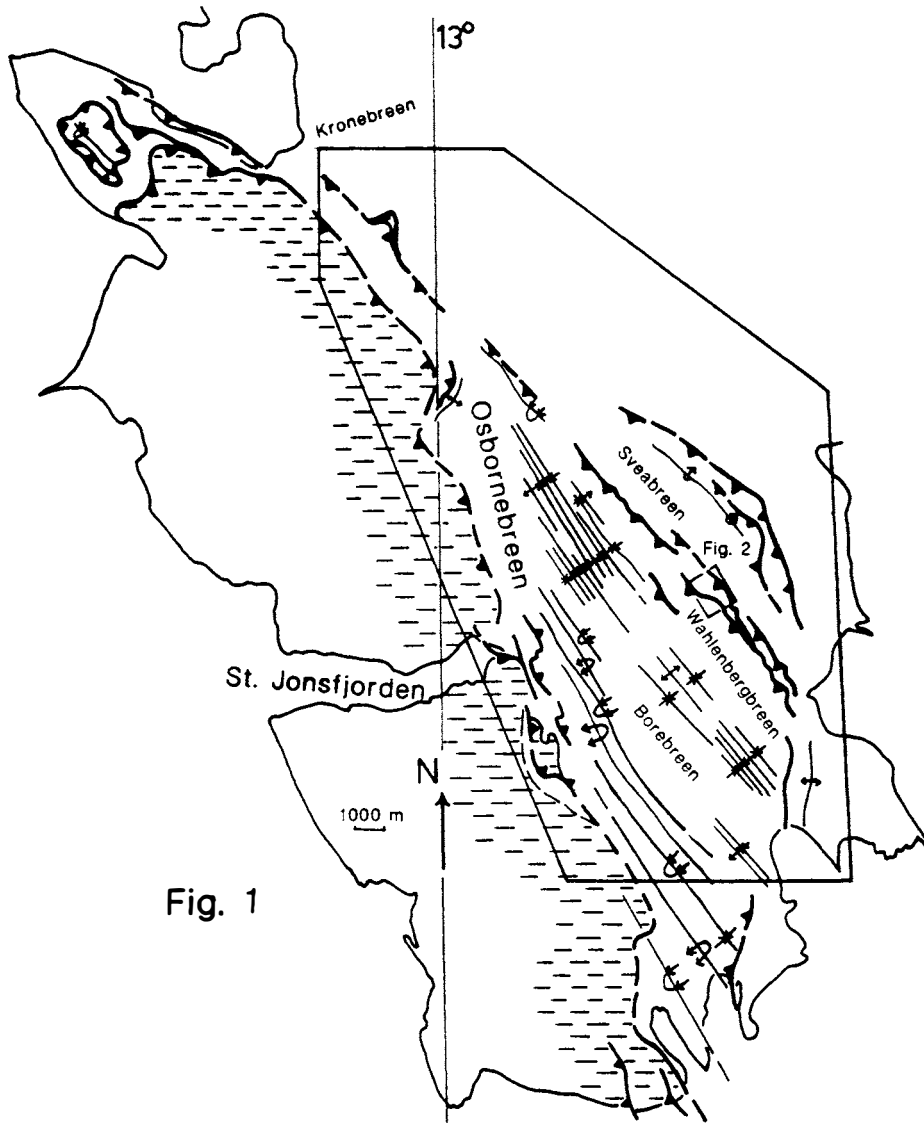 13°
Kronebreen
Osbornebreen
Sveabreen
Fig. 2
Wahlenbergbreen
St. Jonsfjorden
Borebreen
N
1000 m
Fig. 1